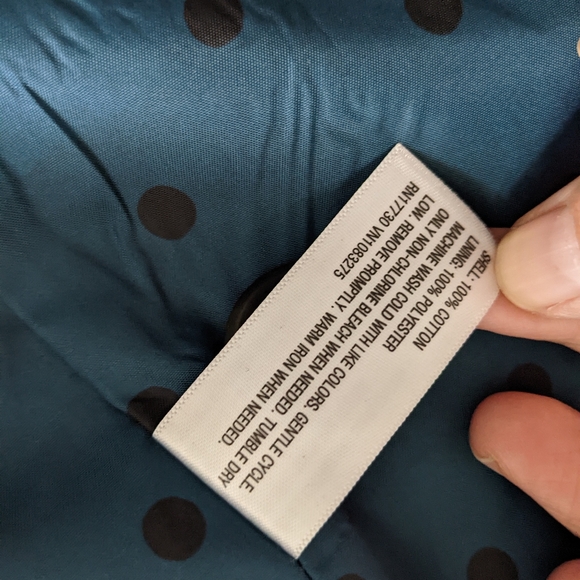 SHELL: 100% COTTON
LINING: 100% POLYESTER
MACHINE WASH COLD WITH LIKE COLORS. GENTLE CYCLE.
ONLY NON-CHLORINE BLEACH WHEN NEEDED. TUMBLE DRY
LOW. REMOVE PROMPTLY. WARM IRON WHEN NEEDED.
RN17730 VN1083275